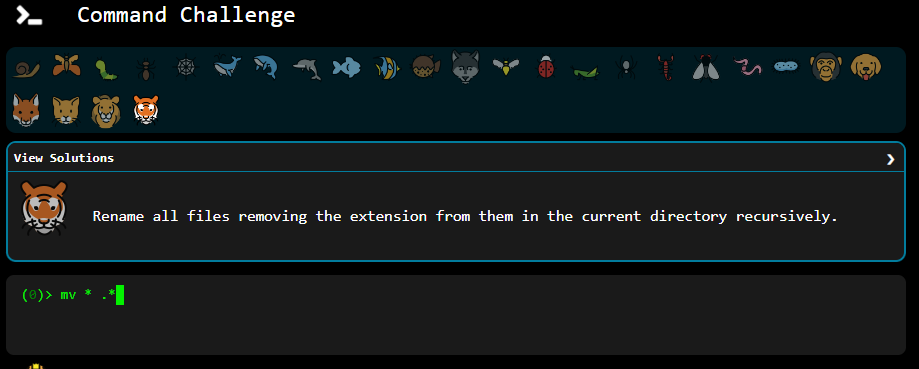 Command Challenge
View Solutions
Rename all files removing the extension from them in the current directory recursively.
(0)> mv * .*